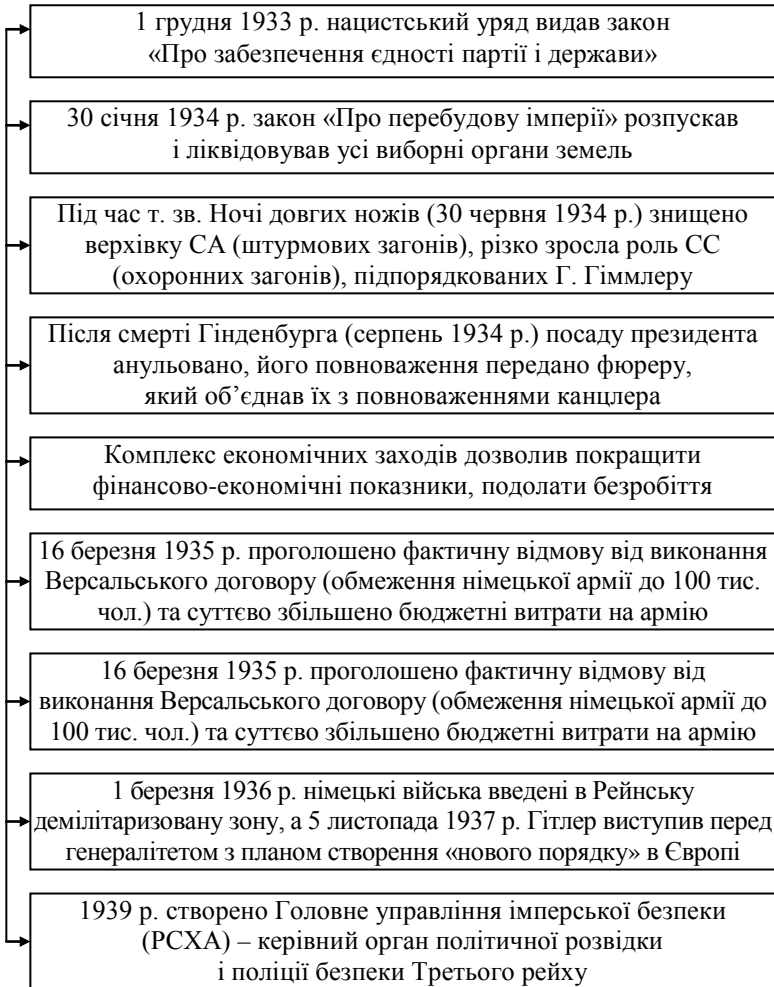 1 грудня 1933 р. нацистський уряд видав закон
«Про забезпечення єдності партії і держави»
30 січня 1934 р. закон «Про перебудову імперії» розпускав
і ліквідовував усі виборні органи земель
Під час т. зв. Ночі довгих ножів (30 червня 1934 р.) знищено
верхівку СА (штурмових загонів), різко зросла роль СС
(охоронних загонів), підпорядкованих Г. Гіммлеру
Після смерті Гінденбурга (серпень 1934 р.) посаду президента
анульовано, його повноваження передано фюреру,
який об’єднав їх з повноваженнями канцлера
Комплекс економічних заходів дозволив покращити
фінансово-економічні показники, подолати безробіття
16 березня 1935 р. проголошено фактичну відмову від виконання
Версальського договору (обмеження німецької армії до 100 тис.
чол.) та суттєво збільшено бюджетні витрати на армію
16 березня 1935 р. проголошено фактичну відмову від
виконання Версальського договору (обмеження німецької армії до
100 тис. чол.) та суттєво збільшено бюджетні витрати на армію
1 березня 1936 р. німецькі війська введені в Рейнську
демілітаризовану зону, а 5 листопада 1937 р. Гітлер виступив перед
генералітетом з планом створення «нового порядку» в Європі
1939 р. створено Головне управління імперської безпеки
(РСХА) – керівний орган політичної розвідки
і поліції безпеки Третього рейху